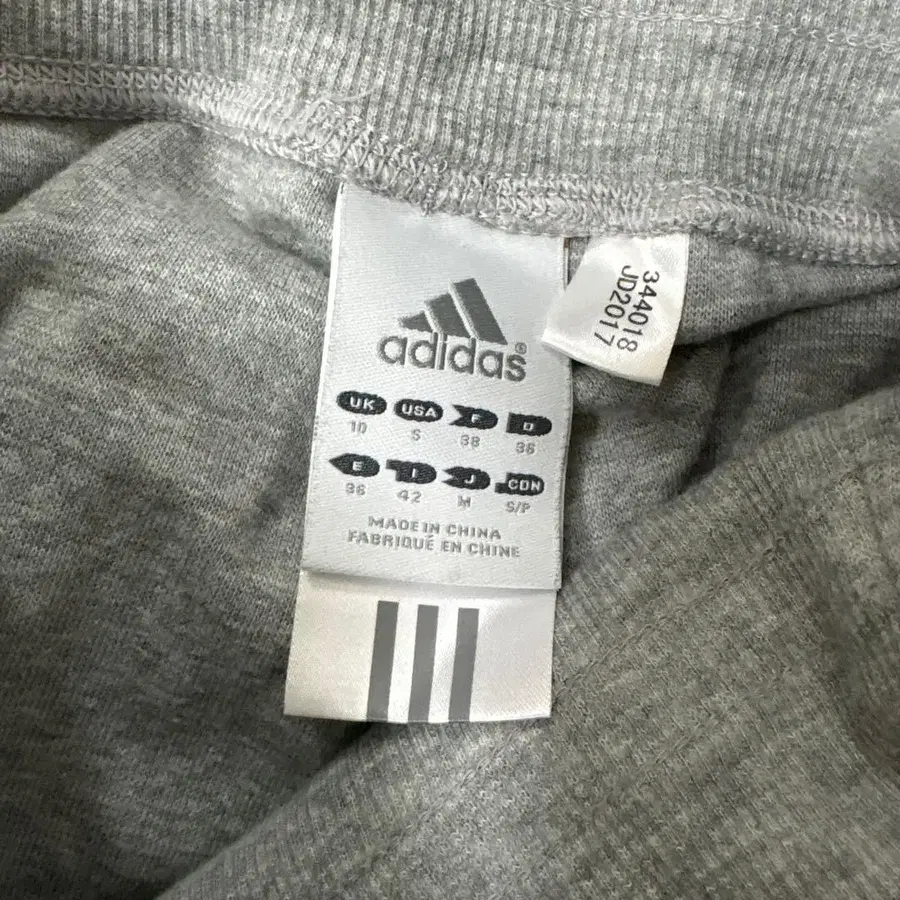 adidas®
UK USA F D
10 S 38 36
E I J CDN
36 42 M S/P
MADE IN CHINA
FABRIQUÉ EN CHINE
344018
JD2017